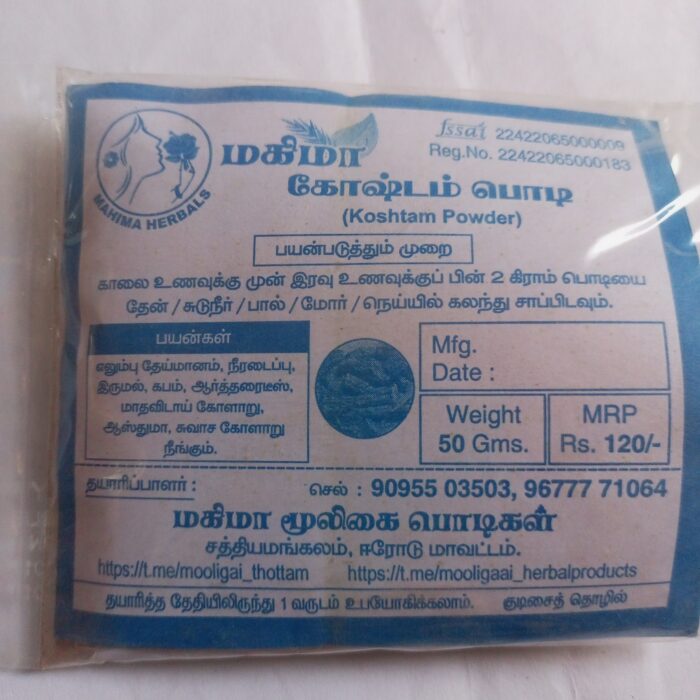 MAHIMA HERBALS
மகிமா
fssai 22422065000009
Reg.No. 22422065000183
கோஷ்டம் பொடி
(Koshtam Powder)
பயன்படுத்தும் முறை
காலை உணவுக்கு முன் இரவு உணவுக்குப் பின் 2 கிராம் பொடியை
தேன் / சுடுநீர் / பால் / மோர் / நெய்யில் கலந்து சாப்பிடவும்.
பயன்கள்
எலும்பு தேய்மானம், நீரடைப்பு,
இருமல், கபம், ஆர்த்தரைடீஸ்,
மாதவிடாய் கோளாறு,
ஆஸ்துமா, சுவாச கோளாறு
நீங்கும்.
Mfg.
Date :
Weight
50 Gms.
MRP
Rs. 120/-
தயாரிப்பாளர் :
செல் : 90955 03503, 96777 71064
மகிமா மூலிகை பொடிகள்
சத்தியமங்கலம், ஈரோடு மாவட்டம்.
https://t.me/mooligai_thottam https://t.me/mooligaai_herbalproducts
தயாரித்த தேதியிலிருந்து 1 வருடம் உபயோகிக்கலாம். குடிசைத் தொழில்